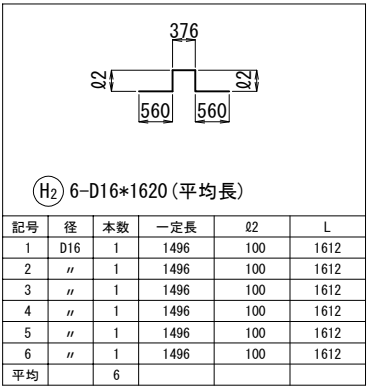 376
ℓ2 ℓ2
560 560
H2 6-D16*1620(平均長)
記号 径 本数 一定長 ℓ2 L
1 D16 1 1496 100 1612
2 〃 1 1496 100 1612
3 〃 1 1496 100 1612
4 〃 1 1496 100 1612
5 〃 1 1496 100 1612
6 〃 1 1496 100 1612
平均 6